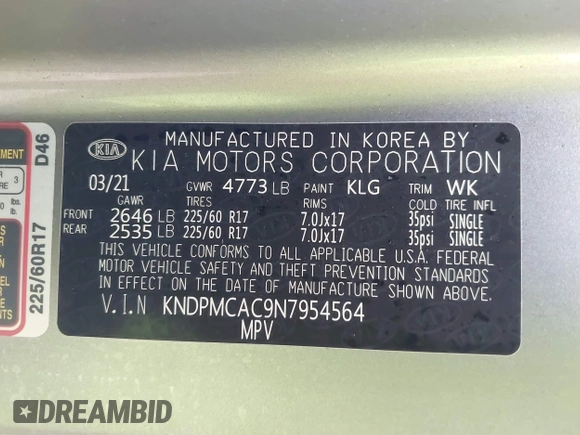 MANUFACTURED IN KOREA BY
KIA KIA MOTORS CORPORATION
03/21 GVWR 4773 LB PAINT KLG TRIM WK
GAWR TIRES RIMS COLD TIRE INFL
FRONT 2646 LB 225/60 R17 7.0Jx17 35psi SINGLE
REAR 2535 LB 225/60 R17 7.0Jx17 35psi SINGLE
THIS VEHICLE CONFORMS TO ALL APPLICABLE U.S.A. FEDERAL
MOTOR VEHICLE SAFETY AND THEFT PREVENTION STANDARDS
IN EFFECT ON THE DATE OF MANUFACTURE SHOWN ABOVE.
V.I.N KNDPMCAC9N7954564
MPV
D46
225/60R17
3
lbs.
DREAMBID